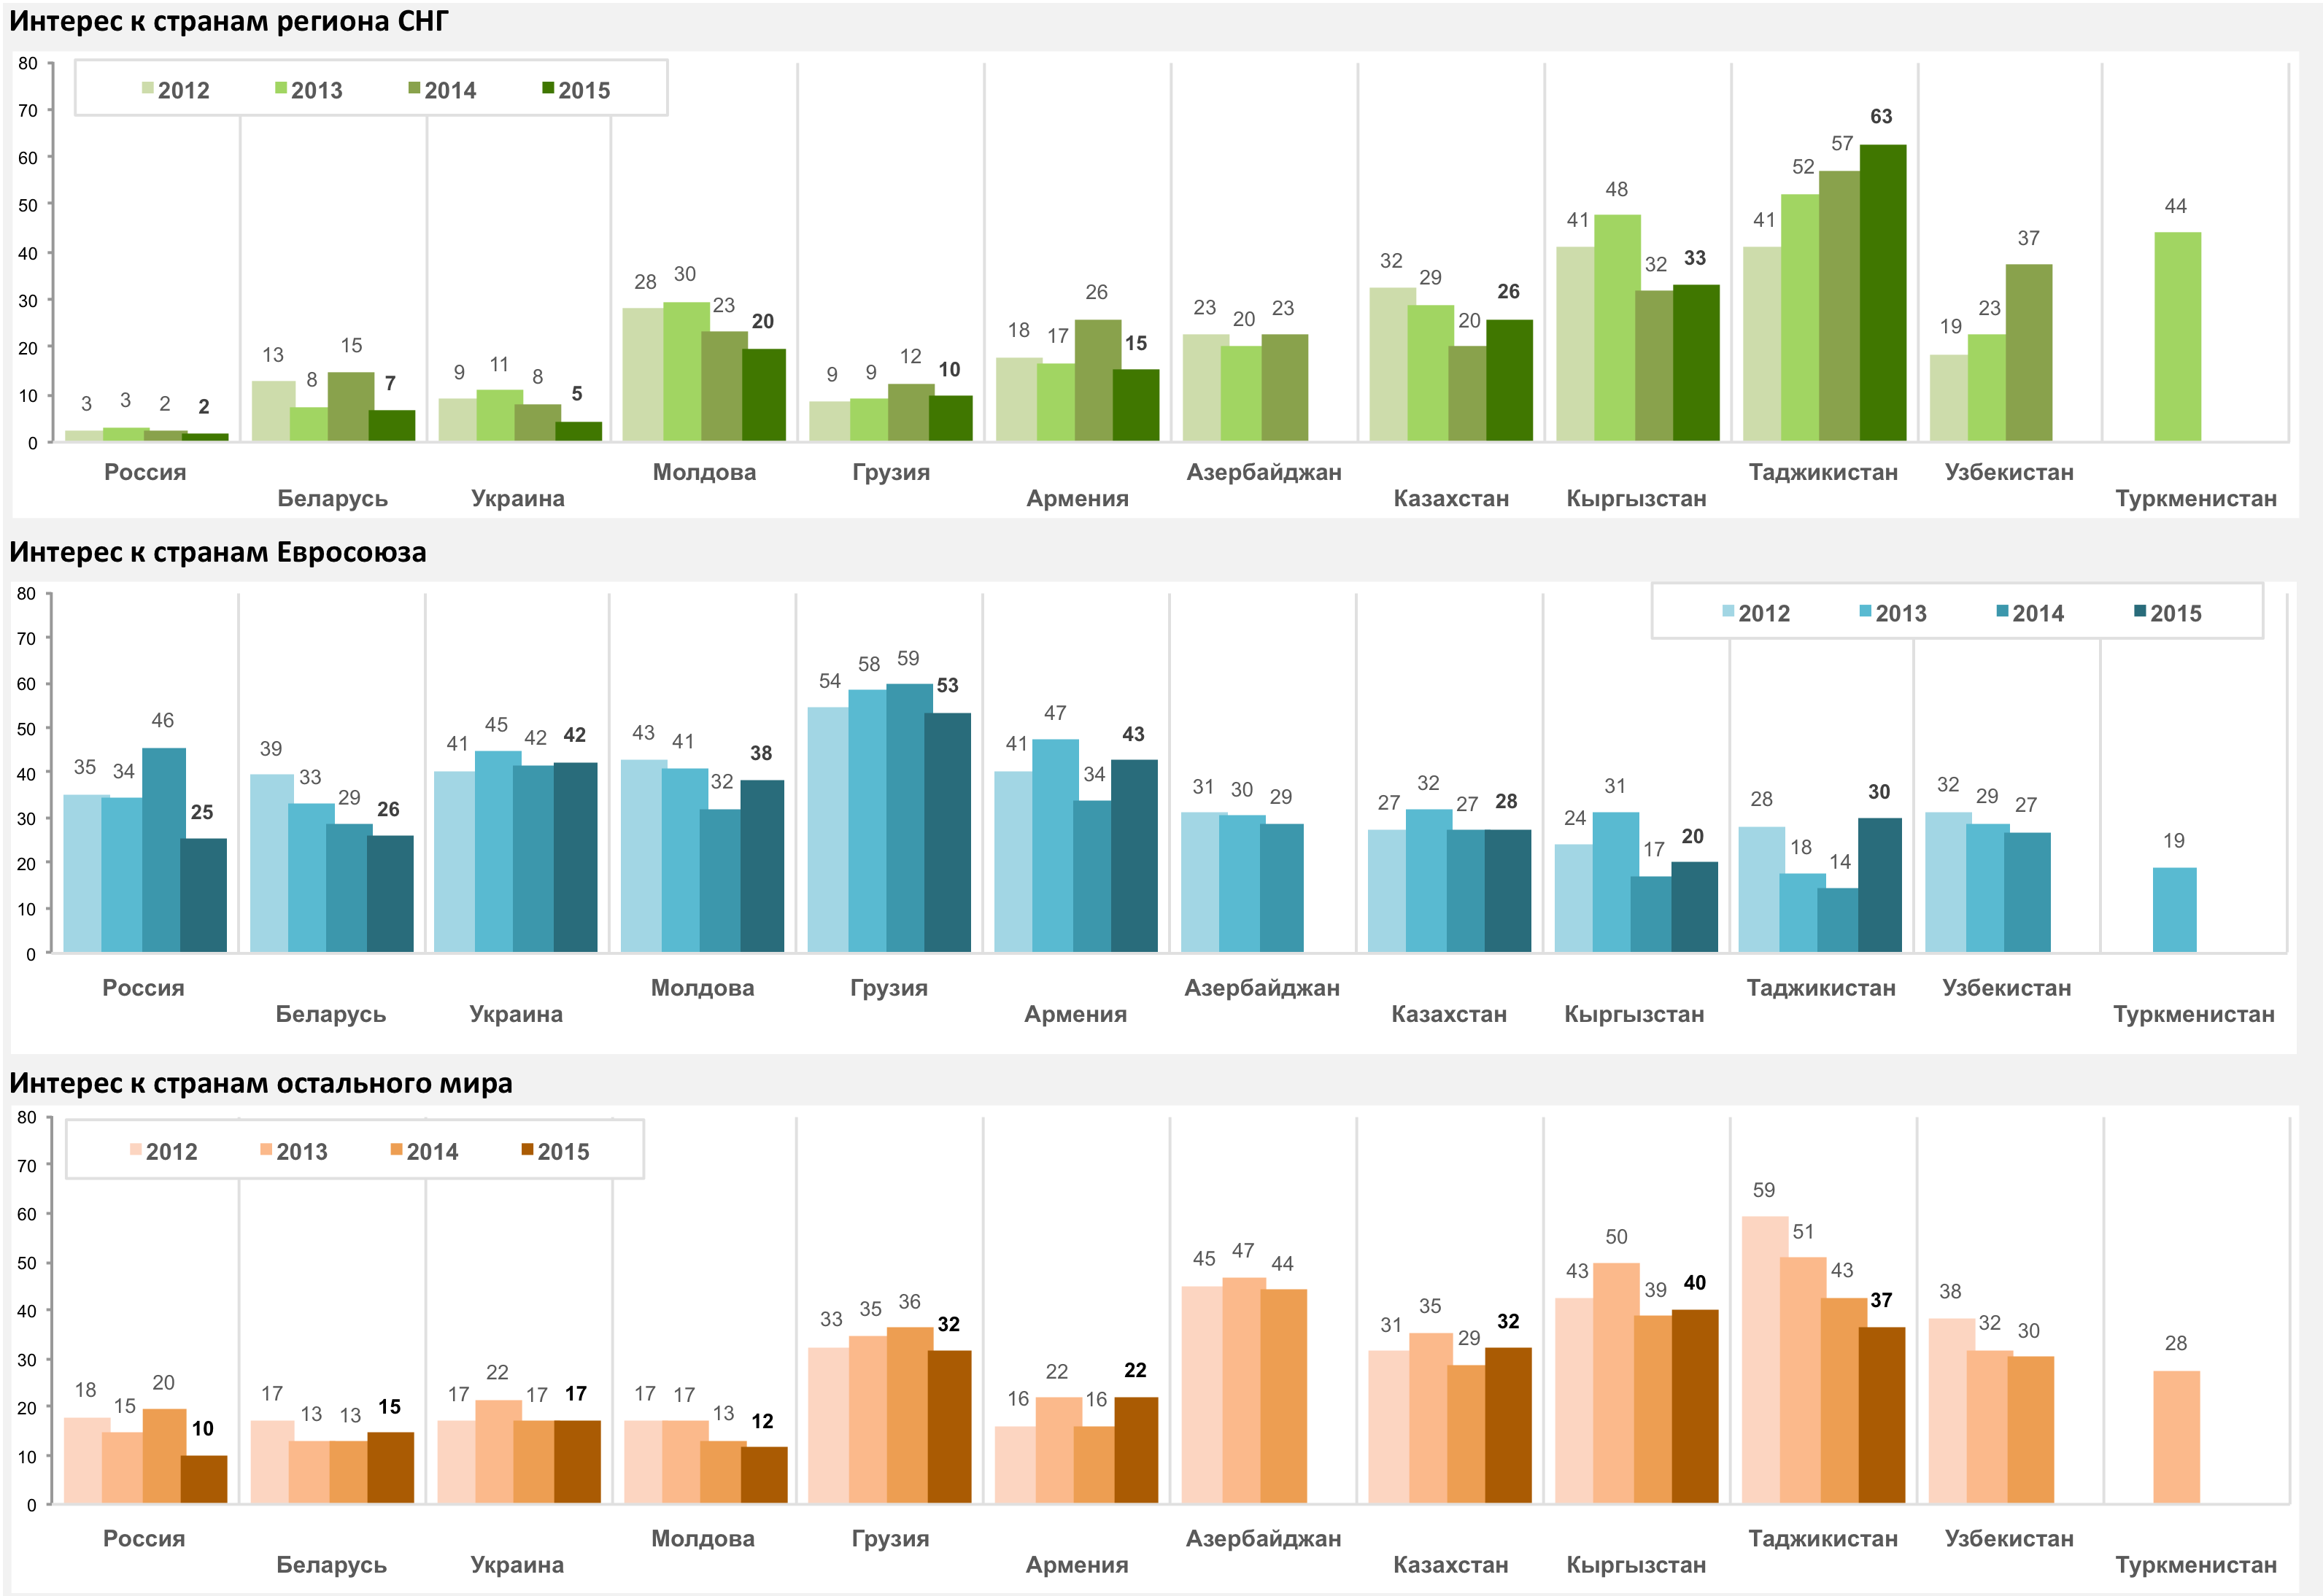 Интерес к странам региона СНГ
2012 2013 2014 2015
80
70
60
50
40
30
20
10
0
3 3 2 2
13 8 15 7
9 11 8 5
28 30 23 20
9 9 12 10
18 17 26 15
23 20 23
32 29 20 26
41 48 32 33
41 52 57 63
19 23 37
44
Россия Беларусь Украина Молдова Грузия Армения Азербайджан Казахстан Кыргызстан Таджикистан Узбекистан Туркменистан
Интерес к странам Евросоюза
2012 2013 2014 2015
80
70
60
50
40
30
20
10
0
35 34 46 25
39 33 29 26
41 45 42 42
43 41 32 38
54 58 59 53
41 47 34 43
31 30 29
27 32 27 28
24 31 17 20
28 18 14 30
32 29 27
19
Россия Беларусь Украина Молдова Грузия Армения Азербайджан Казахстан Кыргызстан Таджикистан Узбекистан Туркменистан
Интерес к странам остального мира
2012 2013 2014 2015
80
70
60
50
40
30
20
10
0
18 15 20 10
17 13 13 15
17 22 17 17
17 17 13 12
33 35 36 32
16 22 16 22
45 47 44
31 35 29 32
43 50 39 40
59 51 43 37
38 32 30
28
Россия Беларусь Украина Молдова Грузия Армения Азербайджан Казахстан Кыргызстан Таджикистан Узбекистан Туркменистан